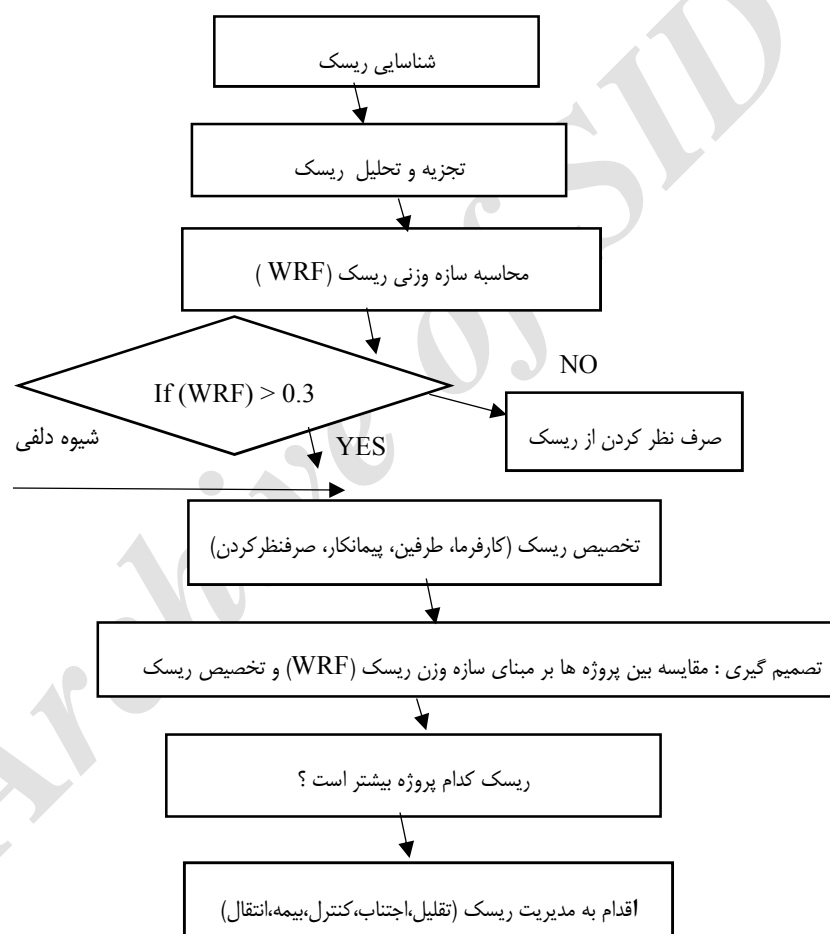 شناسایی ریسک
تجزیه و تحلیل ریسک
محاسبه سازه وزنی ریسک (WRF )
If (WRF) > 0.3
NO
صرف نظر کردن از ریسک
شیوه دلفی
YES
تخصیص ریسک (کارفرما، طرفین، پیمانکار، صرفنظرکردن)
تصمیم گیری : مقایسه بین پروژه ها بر مبنای سازه وزن ریسک (WRF) و تخصیص ریسک
ریسک کدام پروژه بیشتر است ؟
اقدام به مدیریت ریسک (تقلیل،اجتناب،کنترل،بیمه،انتقال)
Archive of SID